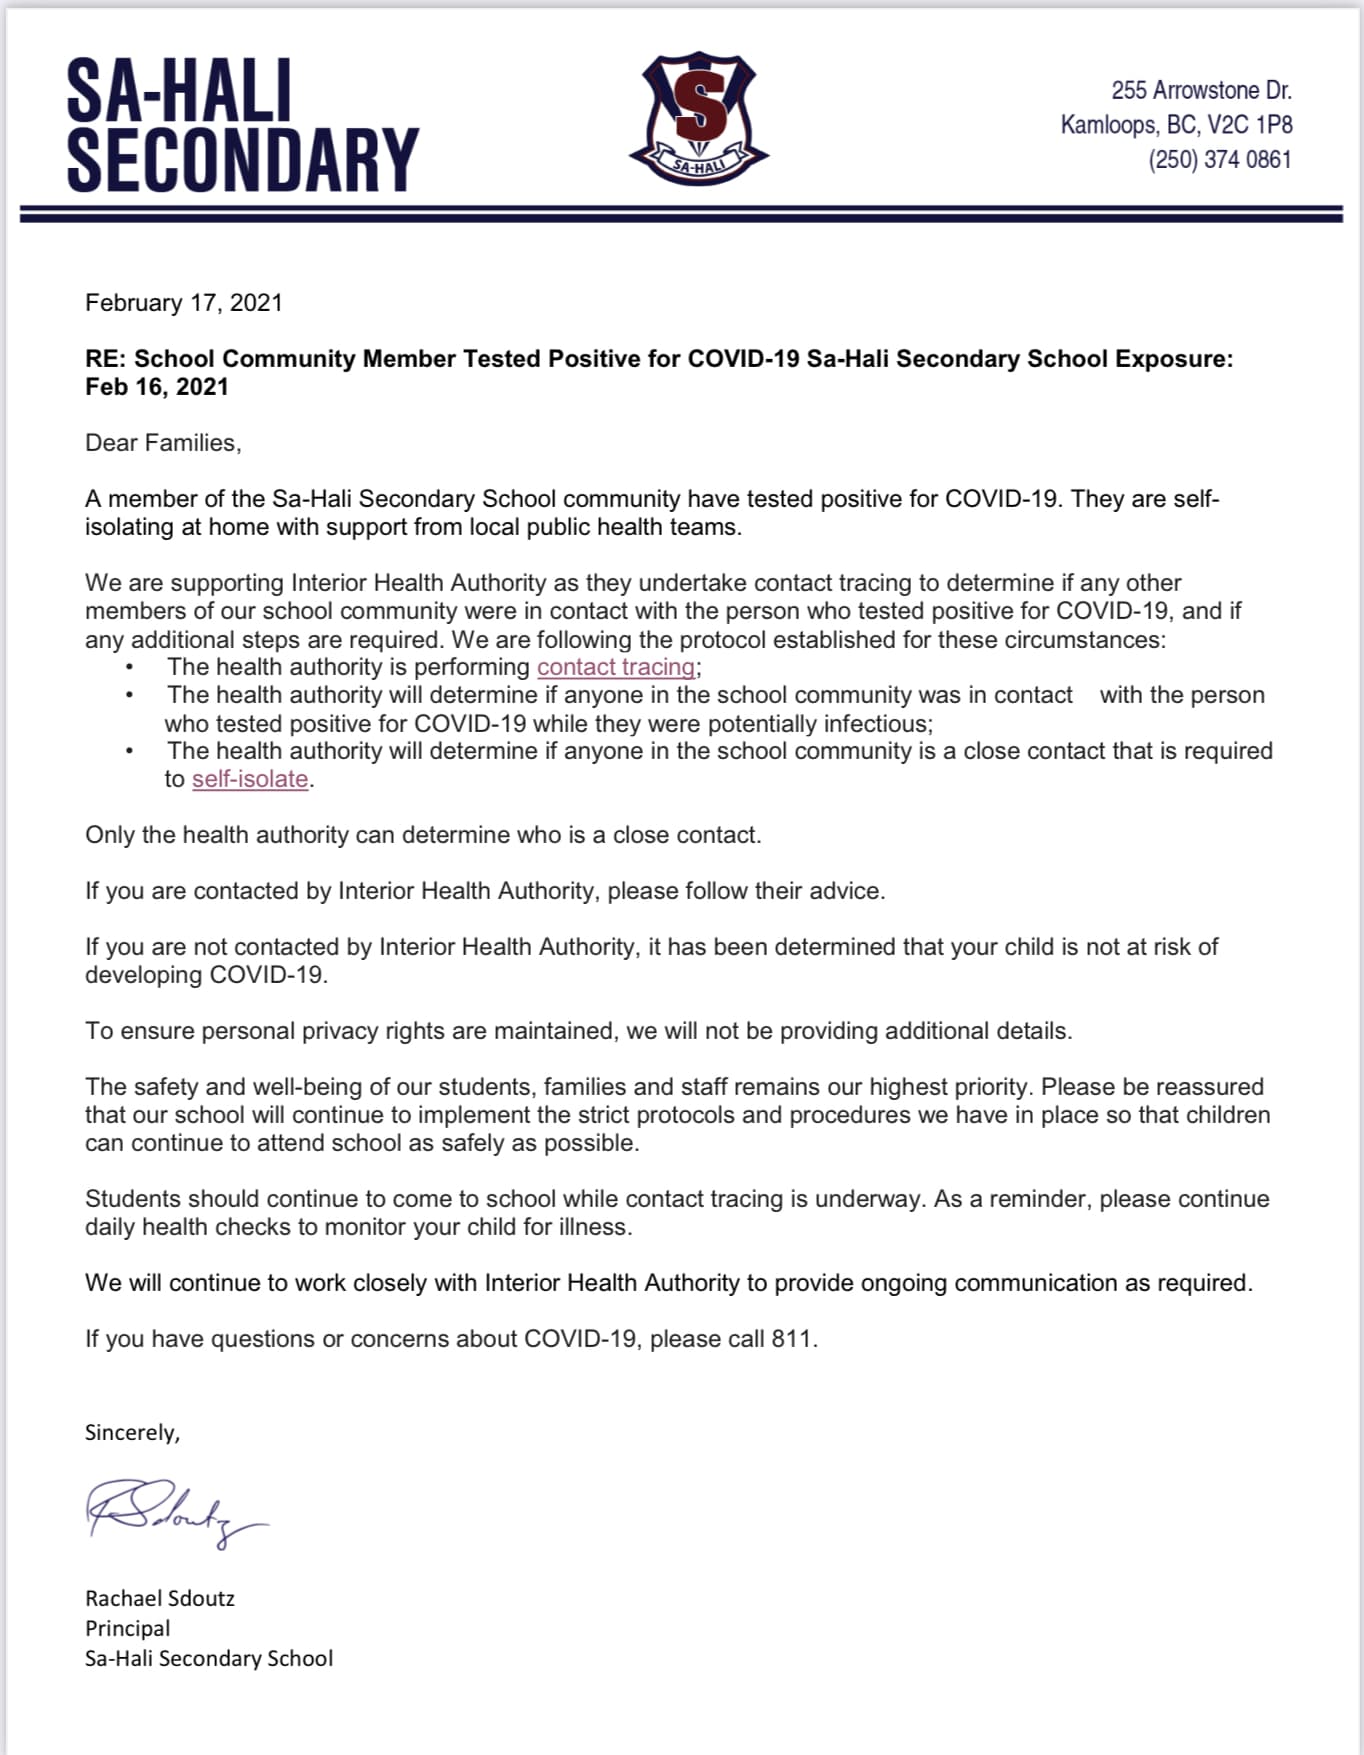 SA-HALI
SECONDARY
S
SA-HALI
255 Arrowstone Dr.
Kamloops, BC, V2C 1P8
(250) 374 0861
February 17, 2021
RE: School Community Member Tested Positive for COVID-19 Sa-Hali Secondary School Exposure:
Feb 16, 2021
Dear Families,
A member of the Sa-Hali Secondary School community have tested positive for COVID-19. They are self-
isolating at home with support from local public health teams.
We are supporting Interior Health Authority as they undertake contact tracing to determine if any other
members of our school community were in contact with the person who tested positive for COVID-19, and if
any additional steps are required. We are following the protocol established for these circumstances:
• The health authority is performing contact tracing;
• The health authority will determine if anyone in the school community was in contact with the person
who tested positive for COVID-19 while they were potentially infectious;
• The health authority will determine if anyone in the school community is a close contact that is required
to self-isolate.
Only the health authority can determine who is a close contact.
If you are contacted by Interior Health Authority, please follow their advice.
If you are not contacted by Interior Health Authority, it has been determined that your child is not at risk of
developing COVID-19.
To ensure personal privacy rights are maintained, we will not be providing additional details.
The safety and well-being of our students, families and staff remains our highest priority. Please be reassured
that our school will continue to implement the strict protocols and procedures we have in place so that children
can continue to attend school as safely as possible.
Students should continue to come to school while contact tracing is underway. As a reminder, please continue
daily health checks to monitor your child for illness.
We will continue to work closely with Interior Health Authority to provide ongoing communication as required.
If you have questions or concerns about COVID-19, please call 811.
Sincerely,
RSdoutz
Rachael Sdoutz
Principal
Sa-Hali Secondary School